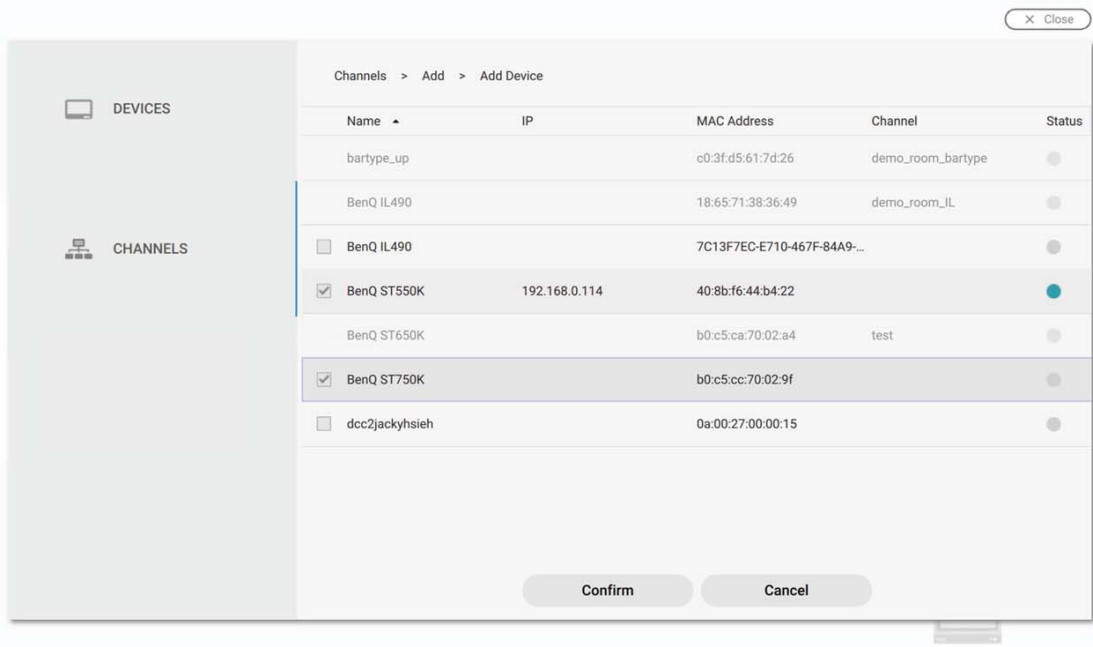 × Close
Channels > Add > Add Device
DEVICES
Name IP MAC Address Channel Status
bartype_up c0:3f:d5:61:7d:26 demo_room_bartype
BenQ IL490 18:65:71:38:36:49 demo_room_IL
CHANNELS
BenQ IL490 7C13F7EC-E710-467F-84A9-...
BenQ ST550K 192.168.0.114 40:8b:f6:44:b4:22
BenQ ST650K b0:c5:ca:70:02:a4 test
BenQ ST750K b0:c5:cc:70:02:9f
dcc2jackyhsieh 0a:00:27:00:00:15
Confirm Cancel